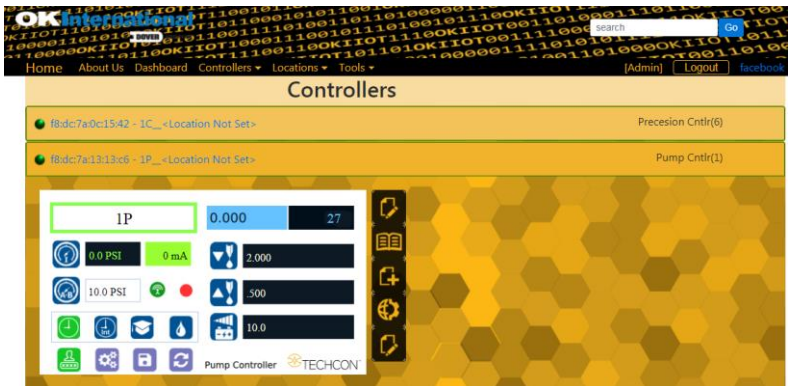 OK International
DOVER
search
Go
Home About Us Dashboard Controllers Locations Tools [Admin] Logout facebook
Controllers
f8:dc:7a:0c:15:42 - 1C__<Location Not Set> Precesion Cntlr(6)
f8:dc:7a:13:13:c6 - 1P__<Location Not Set> Pump Cntlr(1)
1P 0.000 27
0.0 PSI 0 mA 2.000
A-B 10.0 PSI .500
int 10.0
Pump Controller TECHCON